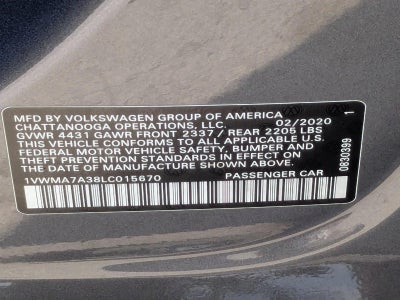 MFD BY VOLKSWAGEN GROUP OF AMERICA
CHATTANOOGA OPERATIONS, LLC. 02/2020
GVWR 4431 GAWR FRONT 2337 / REAR 2205 LBS
THIS VEHICLE CONFORMS TO ALL APPLICABLE U.S.
FEDERAL MOTOR VEHICLE SAFETY, BUMPER AND
THEFT PREVENTION STANDARDS IN EFFECT ON
THE DATE OF MANUFACTURE SHOWN ABOVE.
1VWMA7A38LC015670 PASSENGER CAR
0830399
1